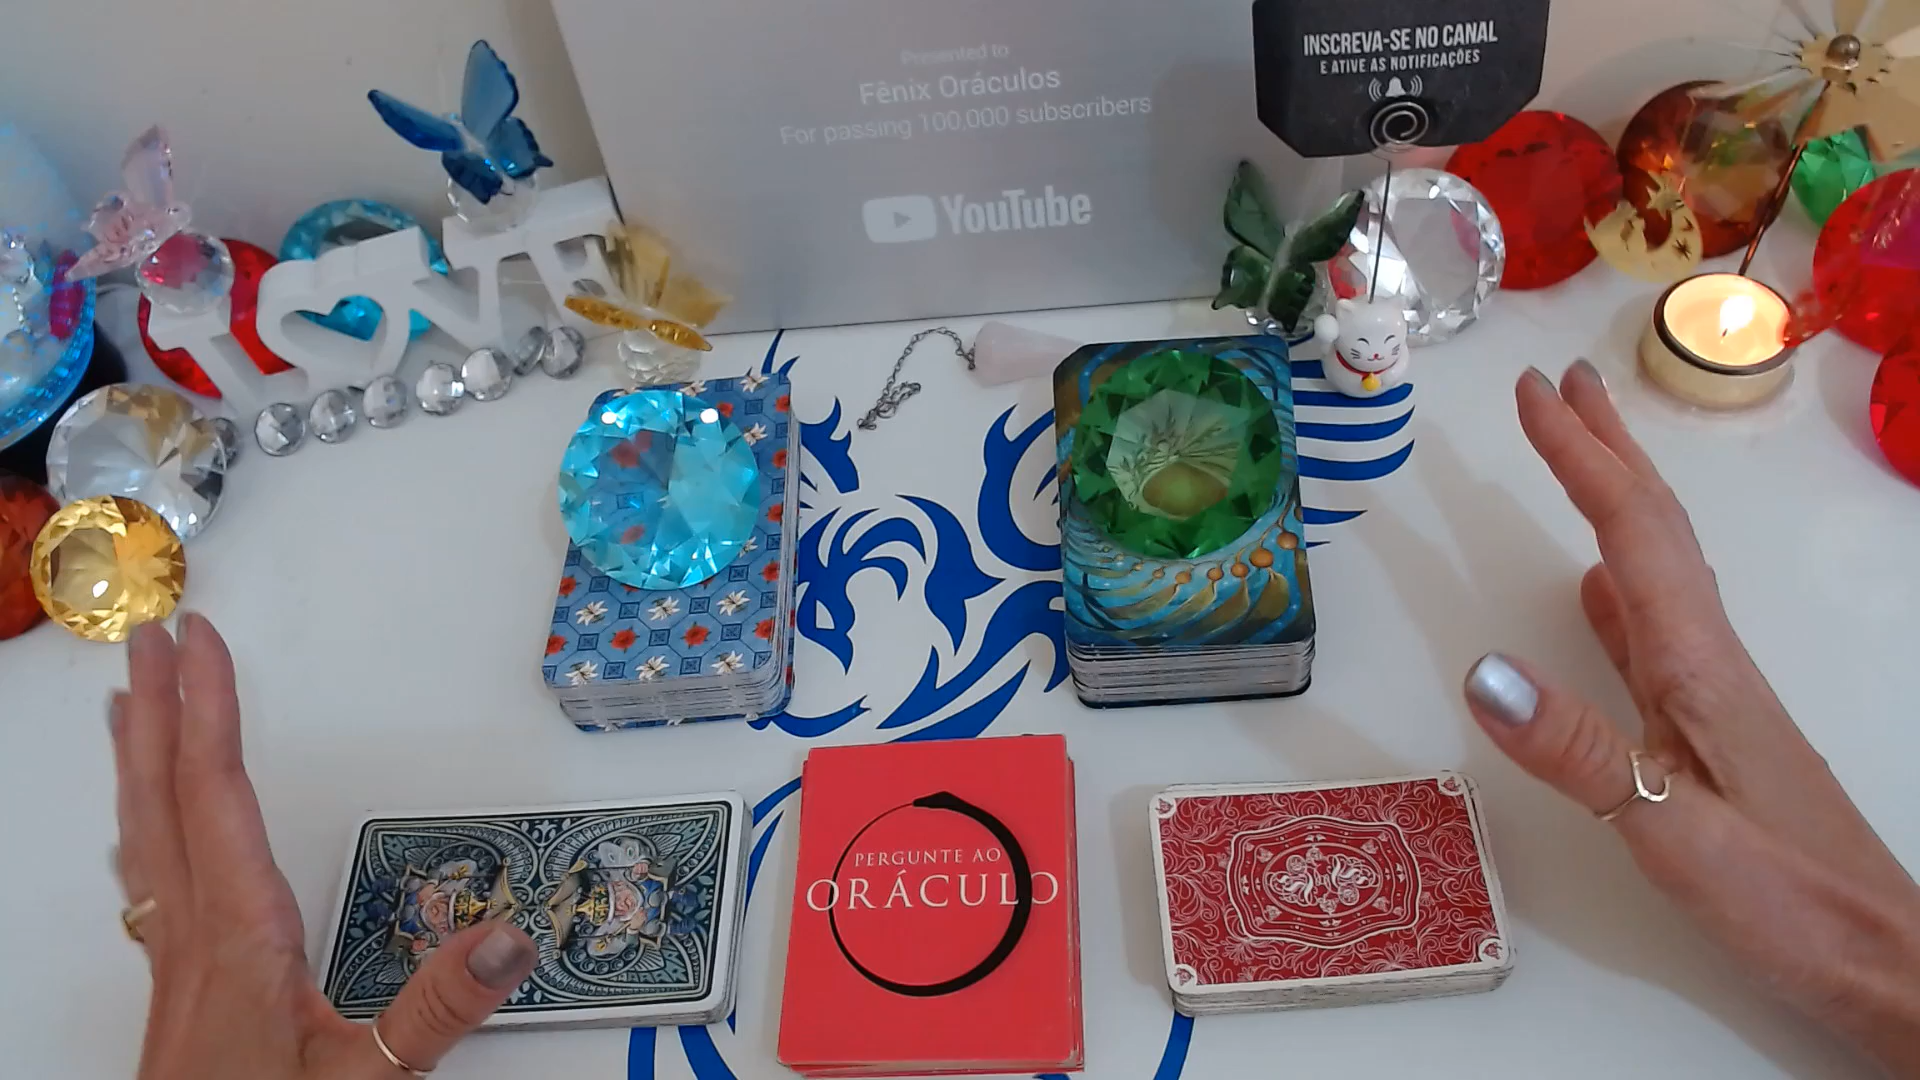 Presented to
Fênix Oráculos
For passing 100,000 subscribers
YouTube
INSCREVA-SE NO CANAL
E ATIVE AS NOTIFICAÇÕES
LOVE
PERGUNTE AO
ORÁCULO